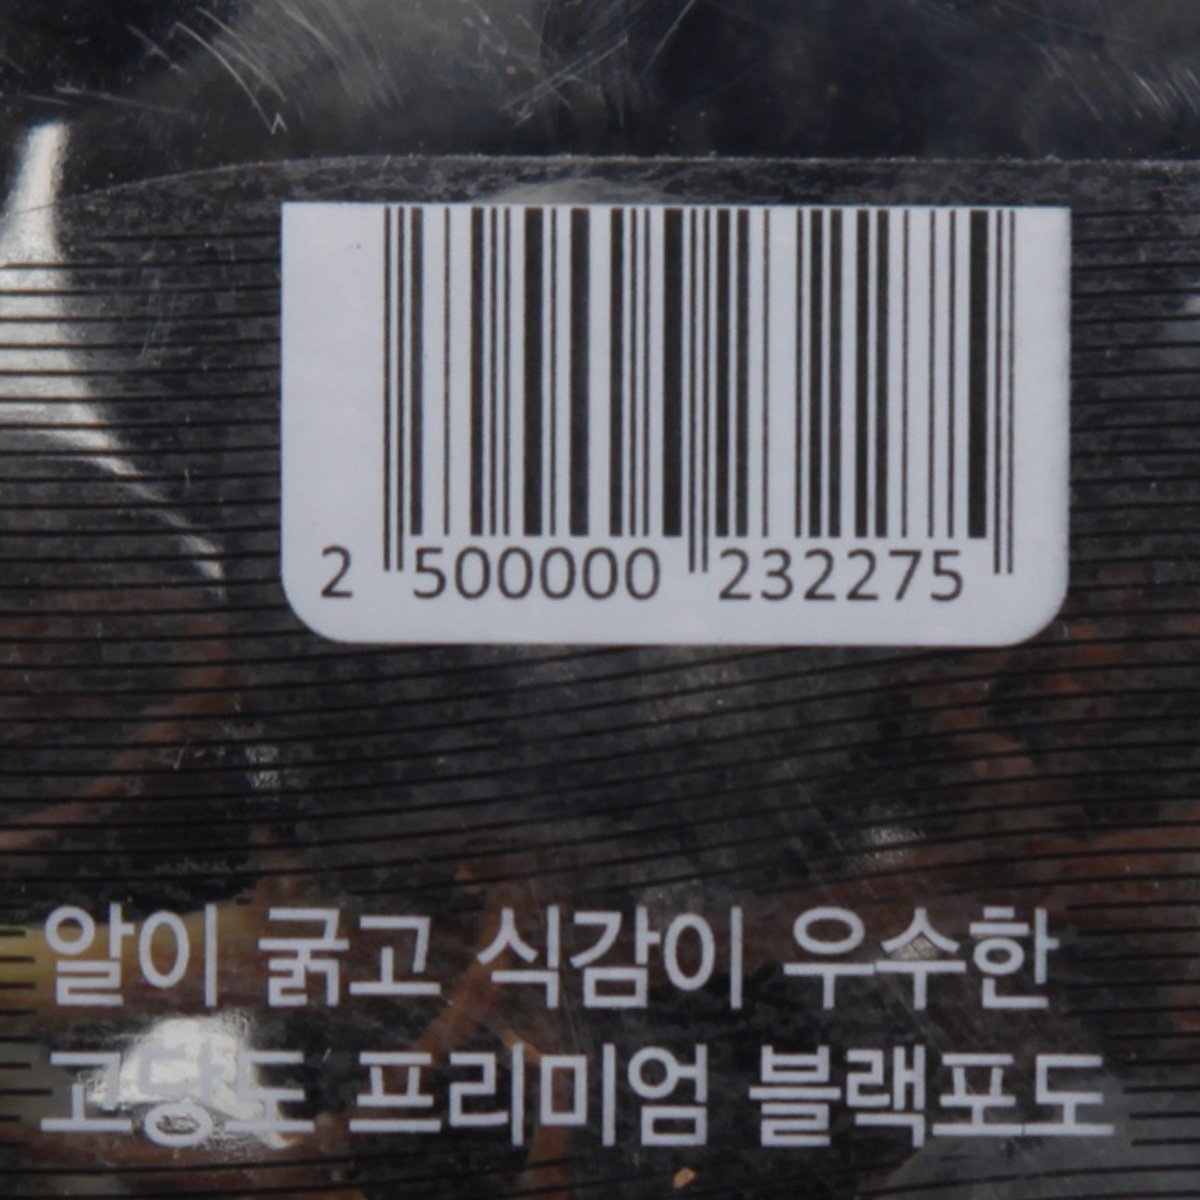 2 500000 232275
알이 굵고 식감이 우수한
고당도 프리미엄 블랙포도